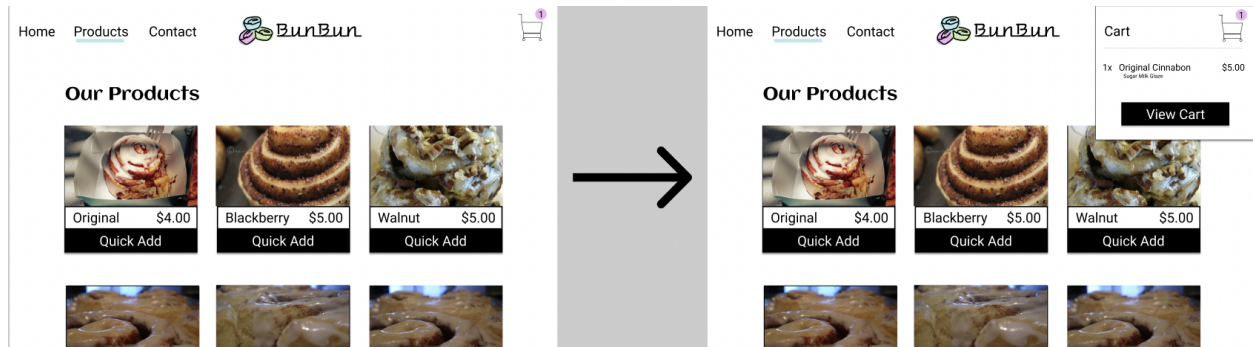 Home Products Contact BunBun 1
Our Products
Original $4.00 Blackberry $5.00 Walnut $5.00
Quick Add Quick Add Quick Add
Home Products Contact BunBun 1
Cart
1x Original Cinnabon $5.00
Sugar Milk Glaze
View Cart
Our Products
Original $4.00 Blackberry $5.00 Walnut $5.00
Quick Add Quick Add Quick Add